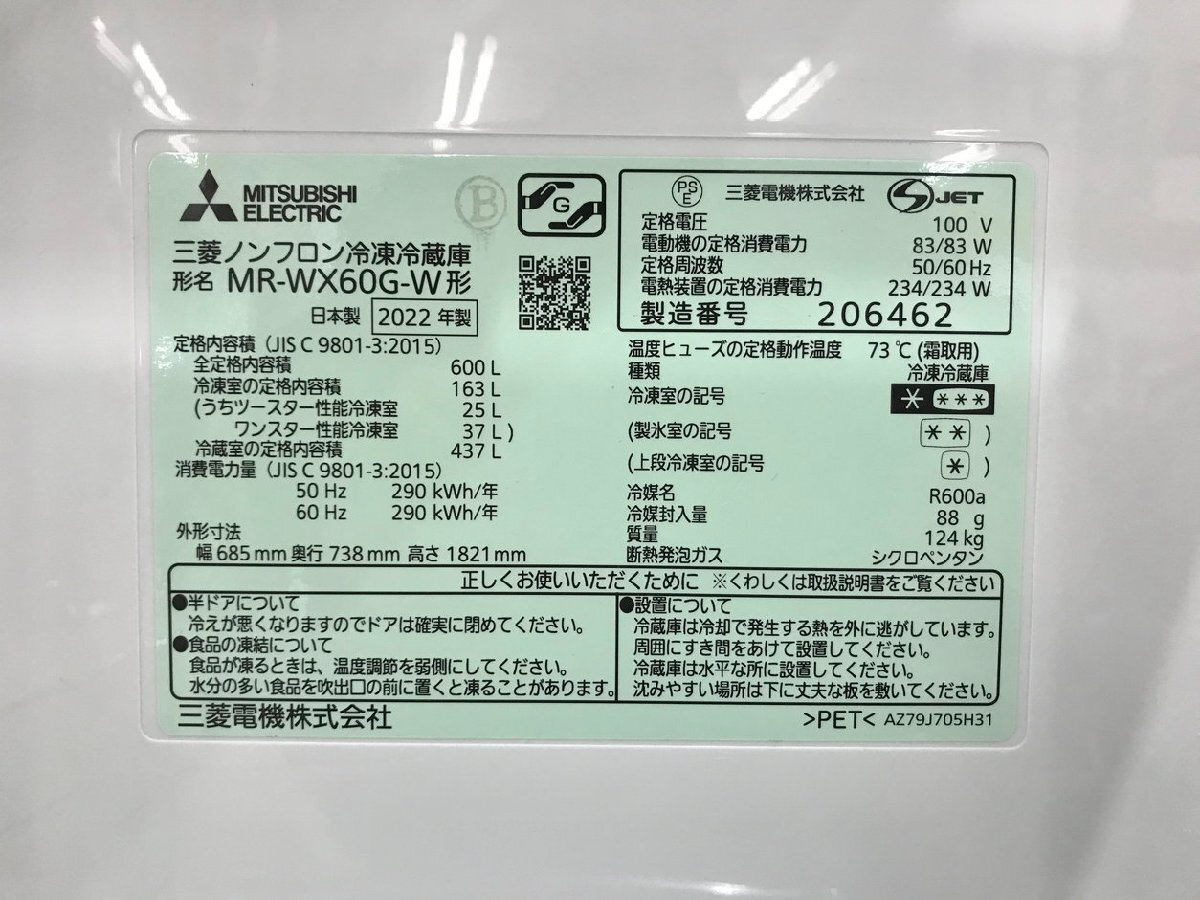 MITSUBISHI
ELECTRIC
B
G
三菱ノンフロン冷凍冷蔵庫
形名 MR-WX60G-W形
日本製 2022 年製
定格内容積 (JIS C 9801-3:2015)
全定格内容積 600 L
冷凍室の定格内容積 163 L
(うちツースター性能冷凍室 25 L
ワンスター性能冷凍室 37 L)
冷蔵室の定格内容積 437 L
消費電力量 (JIS C 9801-3:2015)
50 Hz 290 kWh/年
60 Hz 290 kWh/年
外形寸法
幅 685 mm 奥行 738 mm 高さ 1821 mm
PS
E 三菱電機株式会社 JET
定格電圧 100 V
電動機の定格消費電力 83/83 W
定格周波数 50/60 Hz
電熱装置の定格消費電力 234/234 W
製造番号 206462
温度ヒューズの定格動作温度 73 ℃ (霜取用)
種類 冷凍冷蔵庫
冷凍室の記号 * ***
(製氷室の記号 ** )
(上段冷凍室の記号 * )
冷媒名 R600a
冷媒封入量 88 g
質量 124 kg
断熱発泡ガス シクロペンタン
正しくお使いいただくために ※くわしくは取扱説明書をご覧ください
●半ドアについて
冷えが悪くなりますのでドアは確実に閉めてください。
●食品の凍結について
食品が凍るときは、温度調節を弱側にしてください。
水分の多い食品を吹出口の前に置くと凍ることがあります。
●設置について
冷蔵庫は冷却で発生する熱を外に逃がしています。
周囲にすき間をあけて設置してください。
冷蔵庫は水平な所に設置してください。
沈みやすい場所は下に丈夫な板を敷いてください。
三菱電機株式会社
>PET< AZ79J705H31